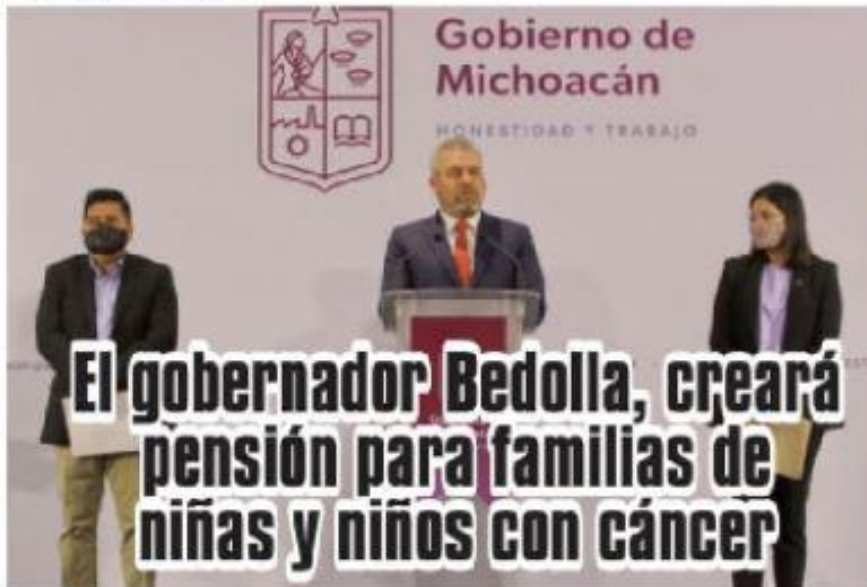 Gobierno de
Michoacán
HONESTIDAD Y TRABAJO
El gobernador Bedolla, creará
pensión para familias de
niñas y niños con cáncer